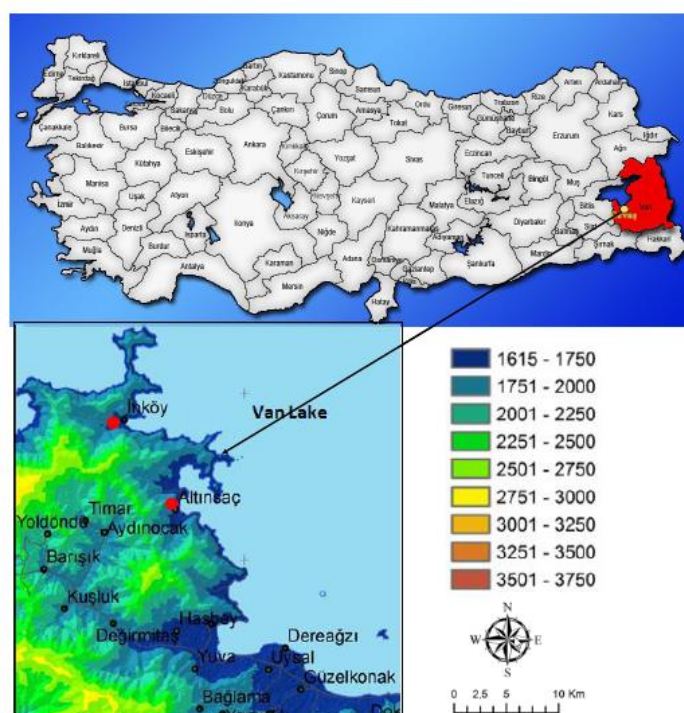 Kırklareli
Edirne
Tekirdağ
İstanbul
Kocaeli
Sakarya
Düzce
Bolu
Bartın
Zonguldak
Karabük
Kastamonu
Sinop
Samsun
Çankırı
Çorum
Amasya
Ordu
Giresun
Trabzon
Rize
Artvin
Ardahan
Kars
Iğdır
Ağrı
Tokat
Gümüşhane
Bayburt
Erzurum
Erzincan
Çanakkale
Balıkesir
Bursa
Bilecik
Eskişehir
Ankara
Kırıkkale
Yozgat
Sivas
Tunceli
Bingöl
Muş
Kütahya
Kırşehir
Manisa
Uşak
Afyon
Nevşehir
Kayseri
Malatya
Elazığ
Bitlis
Van
İzmir
Aydın
Denizli
Isparta
Konya
Aksaray
Niğde
Kahramanmaraş
Adıyaman
Diyarbakır
Batman
Siirt
Şırnak
Hakkari
Muğla
Burdur
Antalya
Karaman
Mersin
Adana
Osmaniye
Gaziantep
Şanlıurfa
Mardin
Hatay
Van Lake
İnköy
Altınsaç
Timar
Yoldöndü
Aydınocak
Barışık
Kuşluk
Değirmitaş
Hasbey
Dereağzı
Yuva
Uysal
Güzelkonak
Bağlama
1615 - 1750
1751 - 2000
2001 - 2250
2251 - 2500
2501 - 2750
2751 - 3000
3001 - 3250
3251 - 3500
3501 - 3750
N
W E
S
0 2.5 5 10 Km